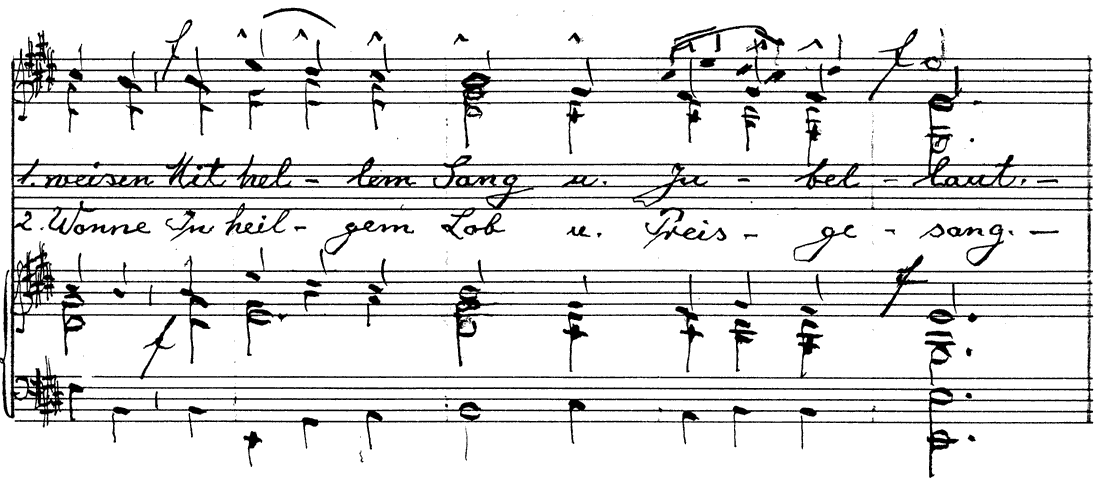 f f
1. weisen Mit hel - lem Sang u. Ju - bel - laut. -
2. Wonne In heil - gem Lob u. Preis - ge - sang. -
f
f